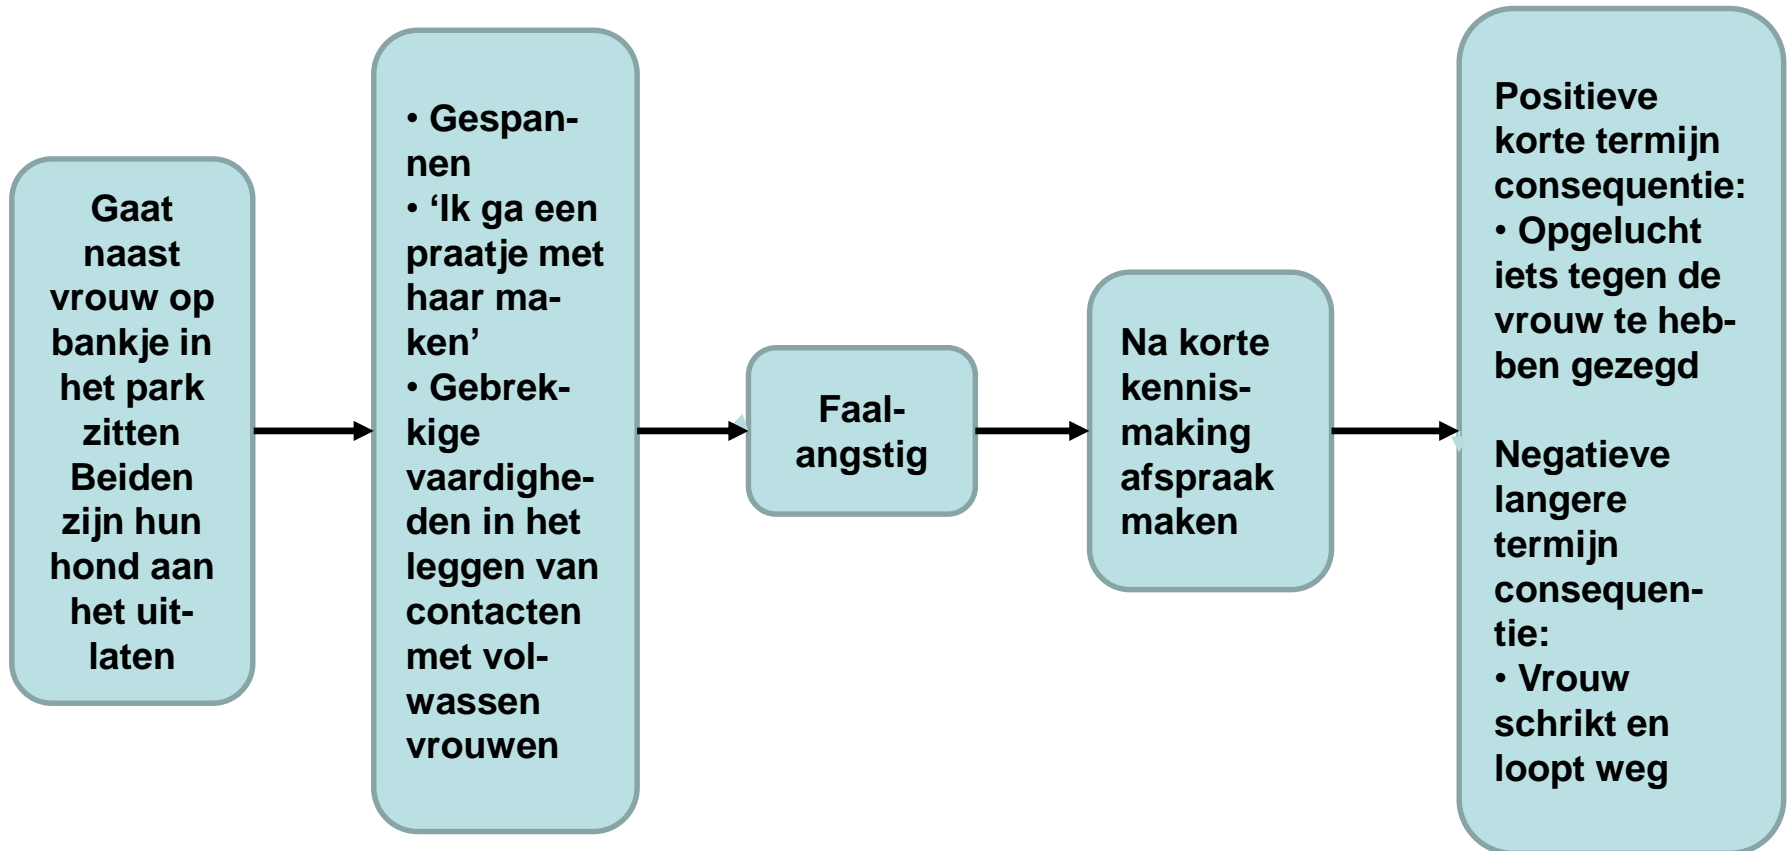 Gaat
naast
vrouw op
bankje in
het park
zitten
Beiden
zijn hun
hond aan
het uit-
laten
• Gespan-
nen
• ‘Ik ga een
praatje met
haar ma-
ken’
• Gebrek-
kige
vaardighe-
den in het
leggen van
contacten
met vol-
wassen
vrouwen
Faal-
angstig
Na korte
kennis-
making
afspraak
maken
Positieve
korte termijn
consequentie:
• Opgelucht
iets tegen de
vrouw te heb-
ben gezegd
Negatieve
langere
termijn
consequen-
tie:
• Vrouw
schrikt en
loopt weg